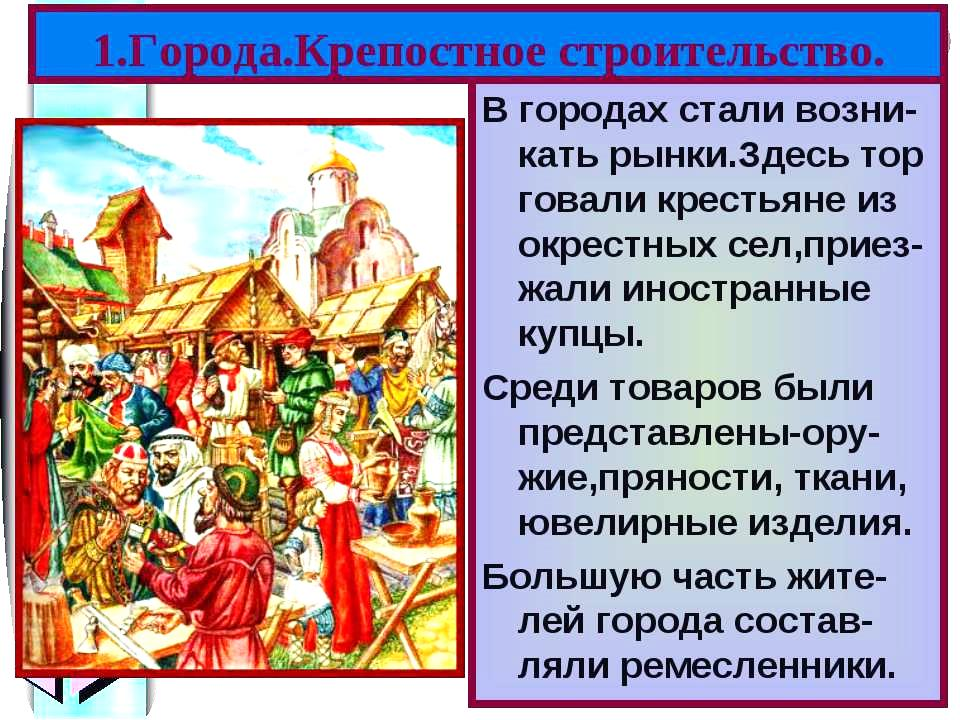 1.Города.Крепостное строительство.
В городах стали возни-
кать рынки.Здесь тор
говали крестьяне из
окрестных сел,приез-
жали иностранные
купцы.
Среди товаров были
представлены-ору-
жие,пряности, ткани,
ювелирные изделия.
Большую часть жите-
лей города состав-
ляли ремесленники.